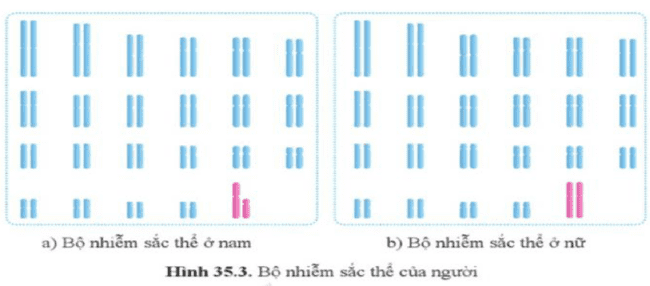 a) Bộ nhiễm sắc thể ở nam
b) Bộ nhiễm sắc thể ở nữ
Hình 35.3. Bộ nhiễm sắc thể của người